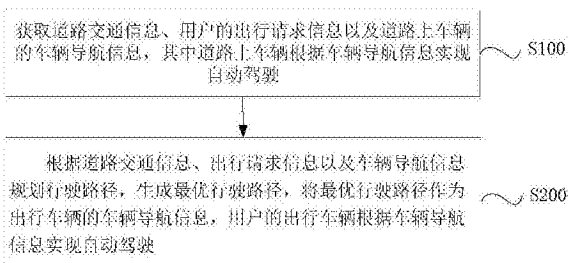 获取道路交通信息、用户的出行请求信息以及道路上车辆
的车辆导航信息，其中道路上车辆根据车辆导航信息实现
自动驾驶
S100
根据道路交通信息、出行请求信息以及车辆导航信息
规划行驶路径，生成最优行驶路径，将最优行驶路径作为
出行车辆的车辆导航信息，用户的出行车辆根据车辆导航
信息实现自动驾驶
S200